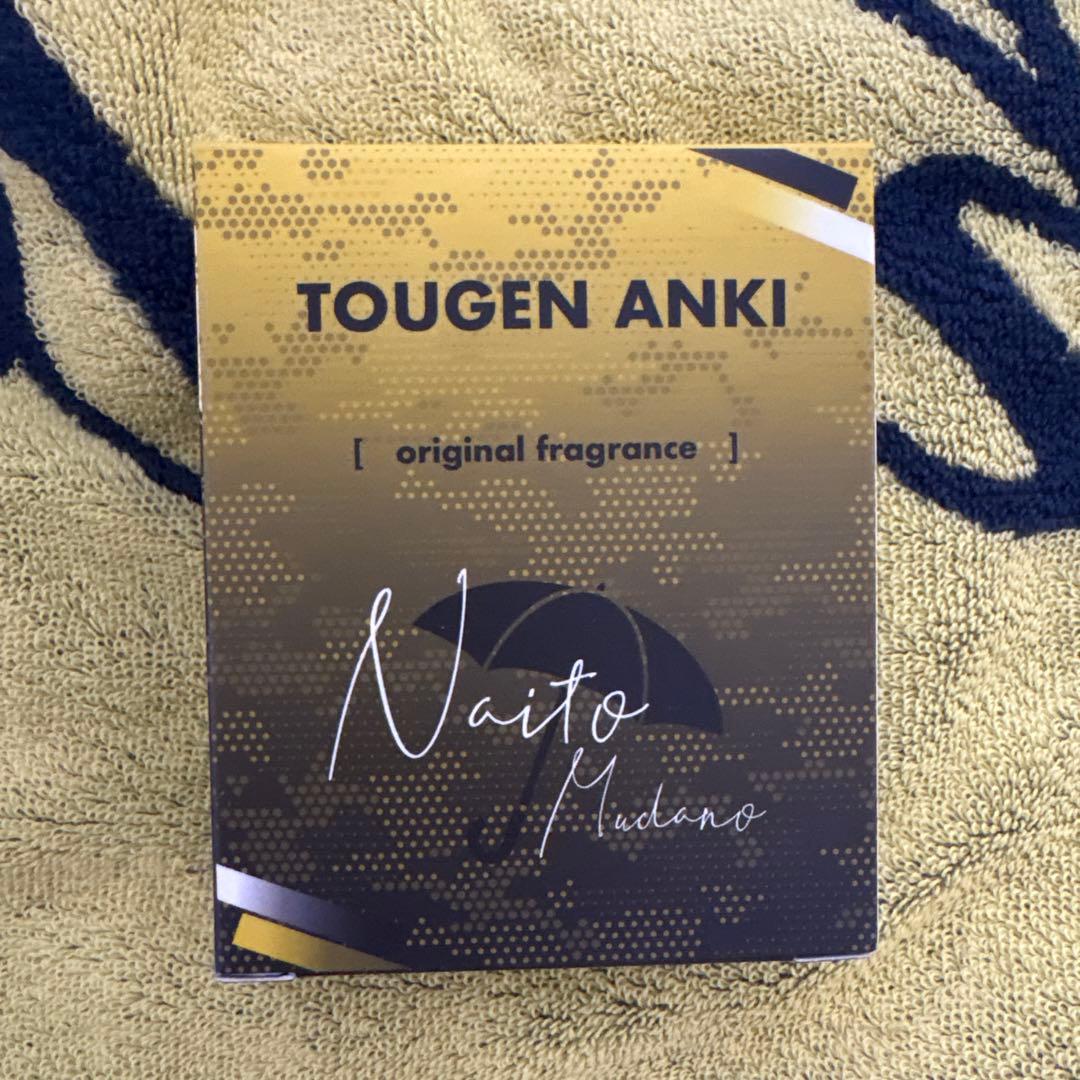 TOUGEN ANKI
[ original fragrance ]
Naito
Mudano